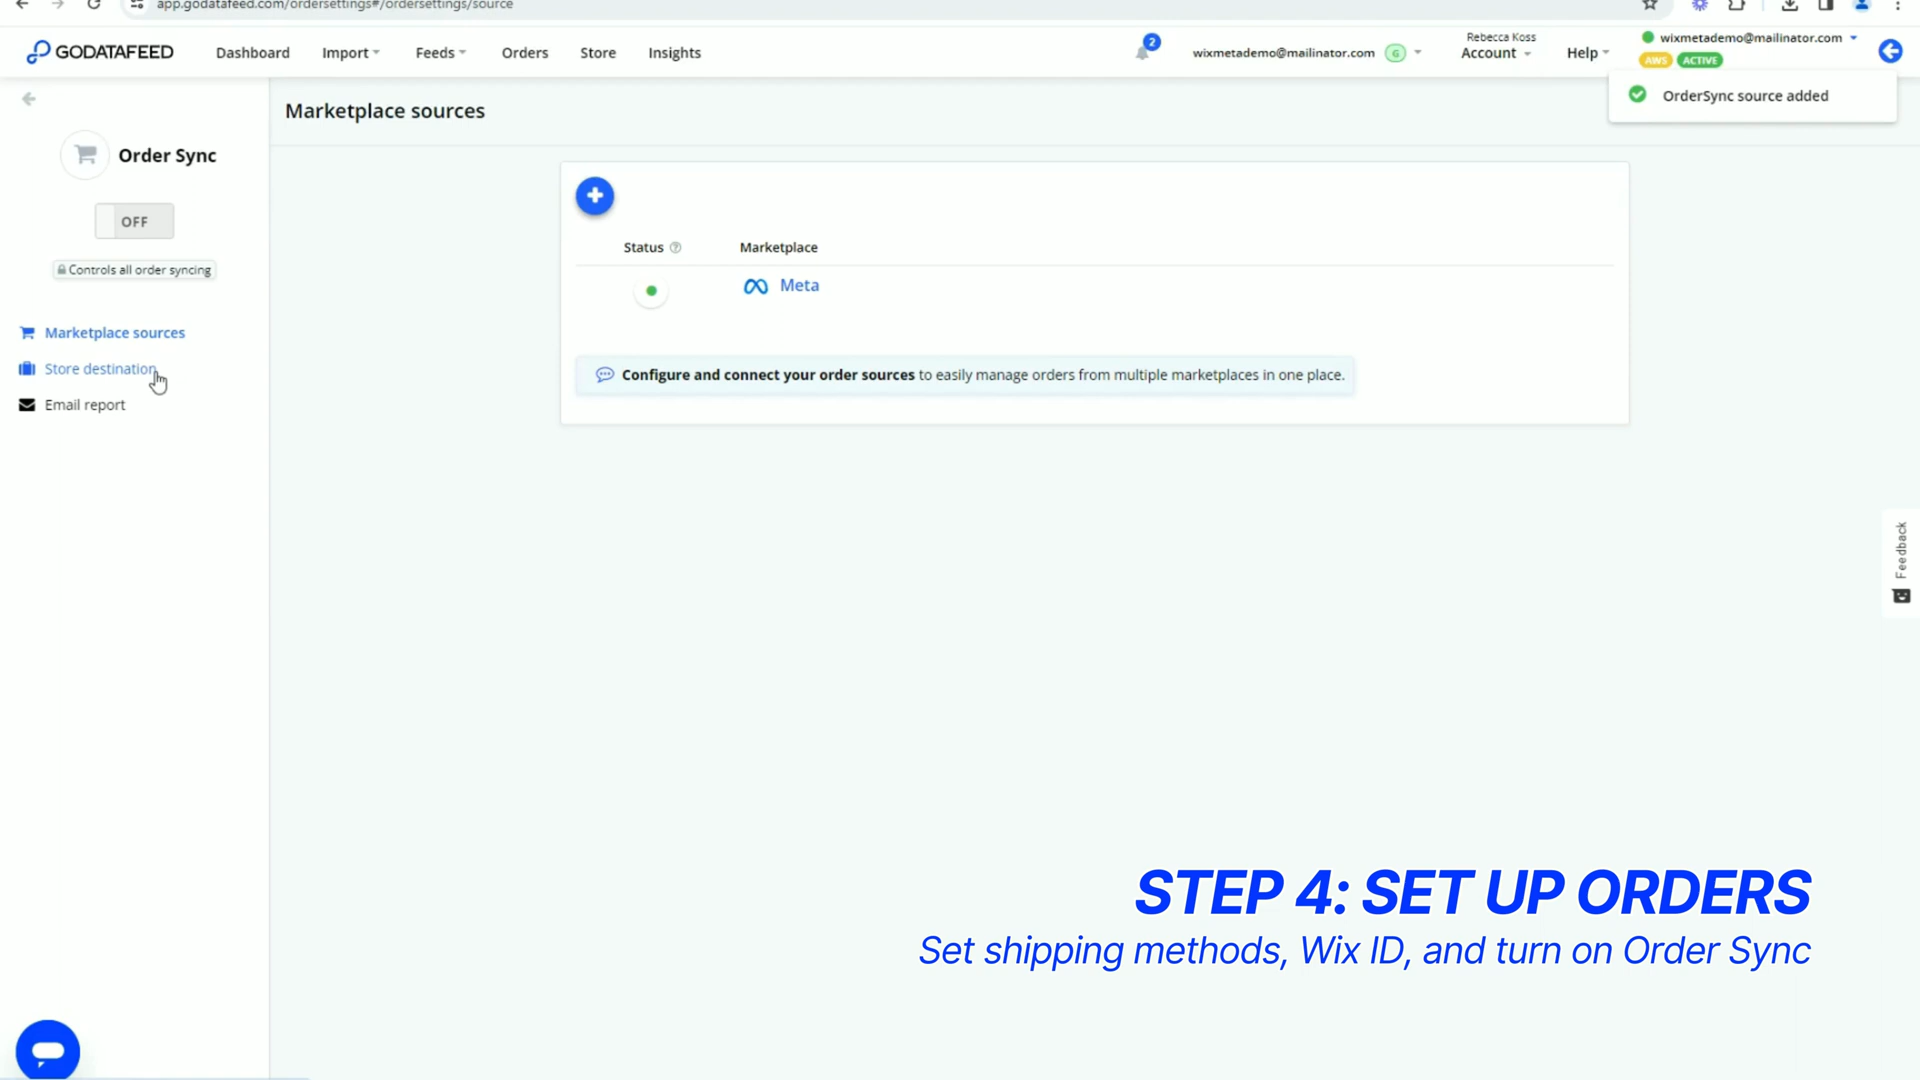 app.godatafeed.com/ordersettings#/ordersettings/source
GODATAFEED
Dashboard
Import
Feeds
Orders
Store
Insights
2
wixmetademo@mailinator.com
G
Rebecca Koss
Account
Help
wixmetademo@mailinator.com
AWS
ACTIVE
OrderSync source added
Order Sync
OFF
Controls all order syncing
Marketplace sources
Store destination
Email report
Marketplace sources
Status
Marketplace
Meta
Configure and connect your order sources to easily manage orders from multiple marketplaces in one place.
Feedback
STEP 4: SET UP ORDERS
Set shipping methods, Wix ID, and turn on Order Sync